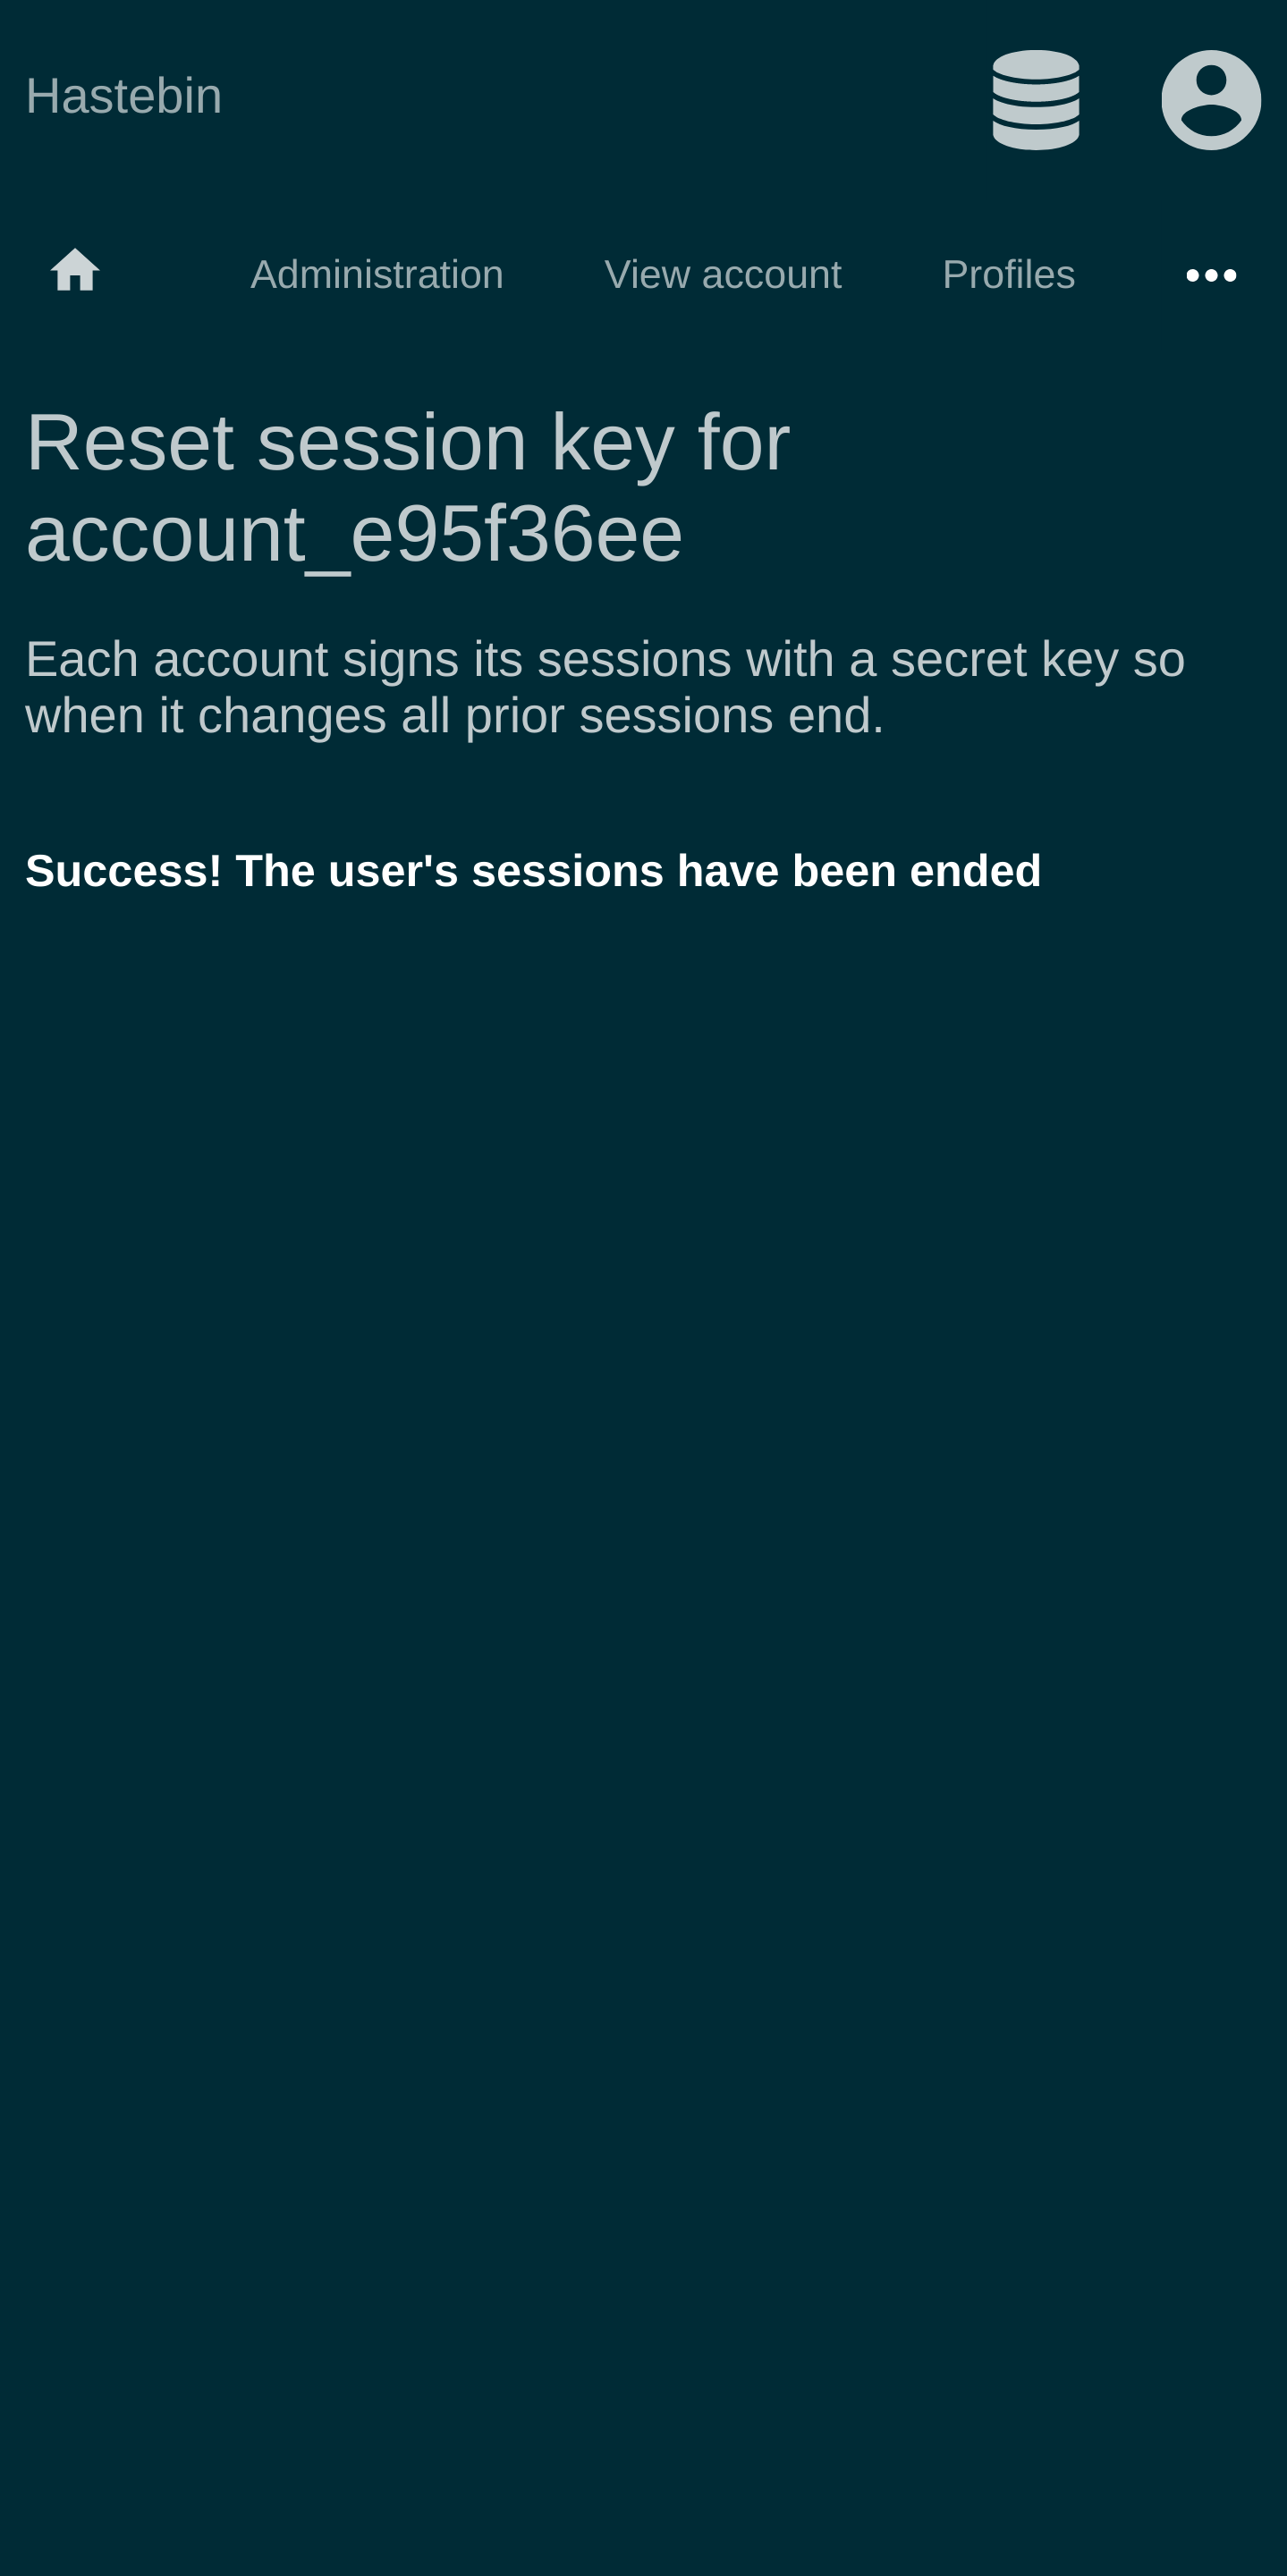 Hastebin
Administration View account Profiles
Reset session key for
account_e95f36ee
Each account signs its sessions with a secret key so
when it changes all prior sessions end.
Success! The user's sessions have been ended